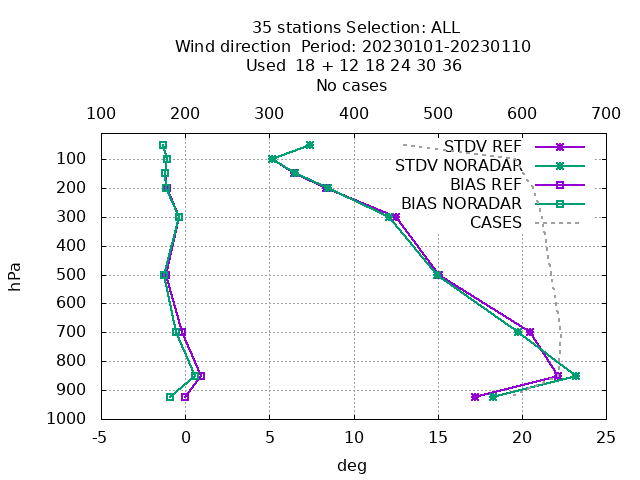 35 stations Selection: ALL
Wind direction  Period: 20230101-20230110
Used  18 + 12 18 24 30 36
No cases
100 200 300 400 500 600 700
STDV REF
STDV NORADAR
BIAS REF
BIAS NORADAR
CASES
100
200
300
400
500
600
700
800
900
1000
hPa
-5 0 5 10 15 20 25
deg